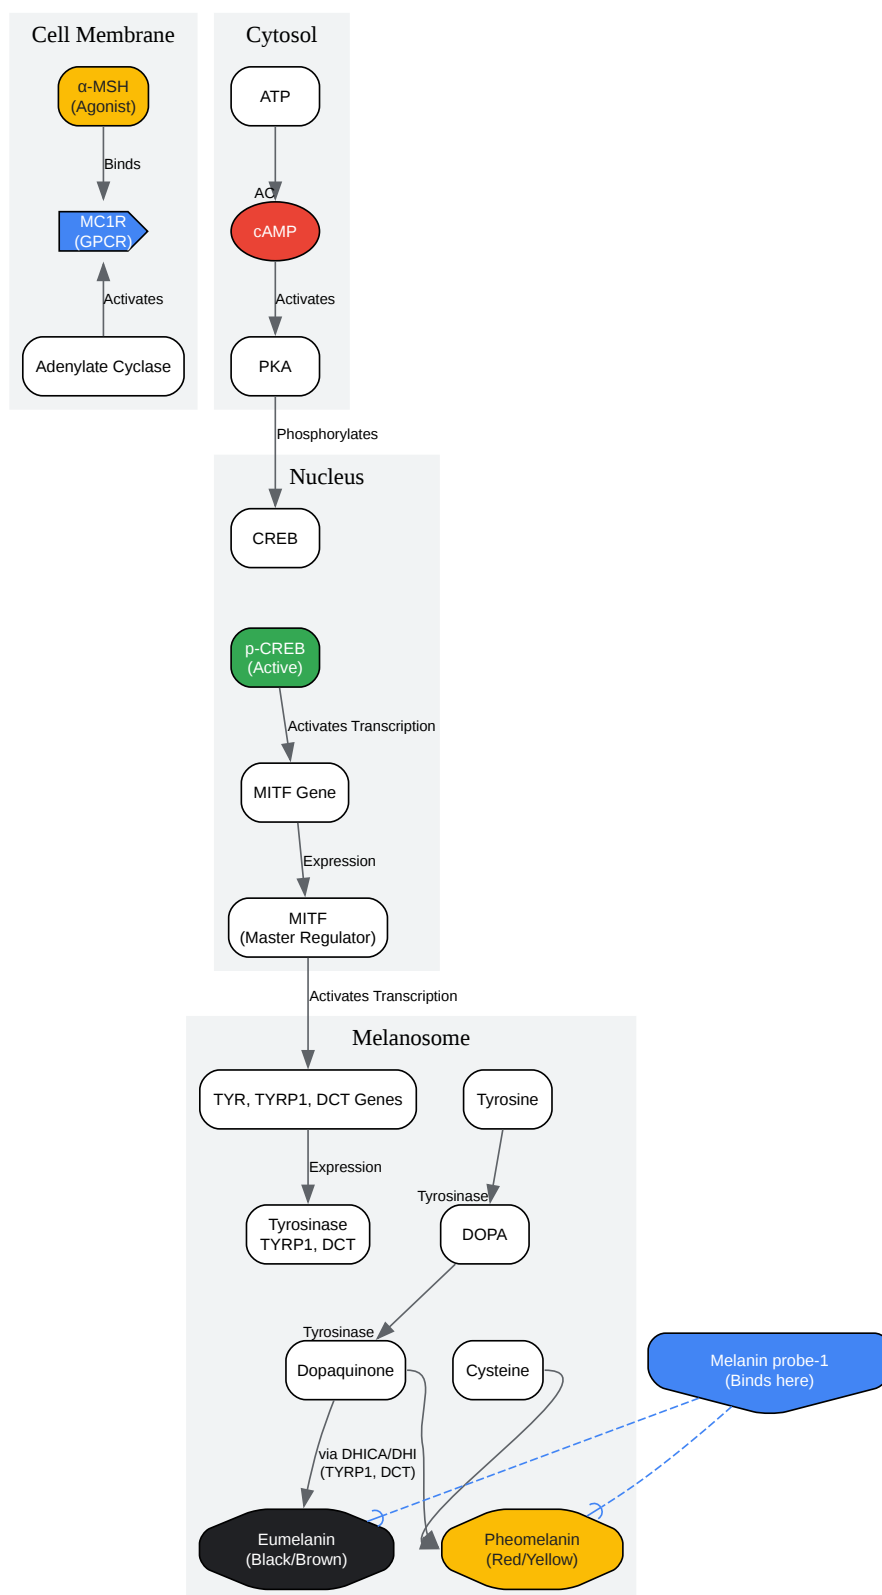 Cell Membrane
Cytosol
α-MSH
(Agonist)
ATP
Binds
AC
MC1R
(GPCR)
cAMP
Activates
Activates
Adenylate Cyclase
PKA
Phosphorylates
Nucleus
CREB
p-CREB
(Active)
Activates Transcription
MITF Gene
Expression
MITF
(Master Regulator)
Activates Transcription
Melanosome
TYR, TYRP1, DCT Genes
Tyrosine
Expression
Tyrosinase
Tyrosinase
TYRP1, DCT
DOPA
Tyrosinase
Dopaquinone
Cysteine
Melanin probe-1
(Binds here)
via DHICA/DHI
(TYRP1, DCT)
Eumelanin
(Black/Brown)
Pheomelanin
(Red/Yellow)